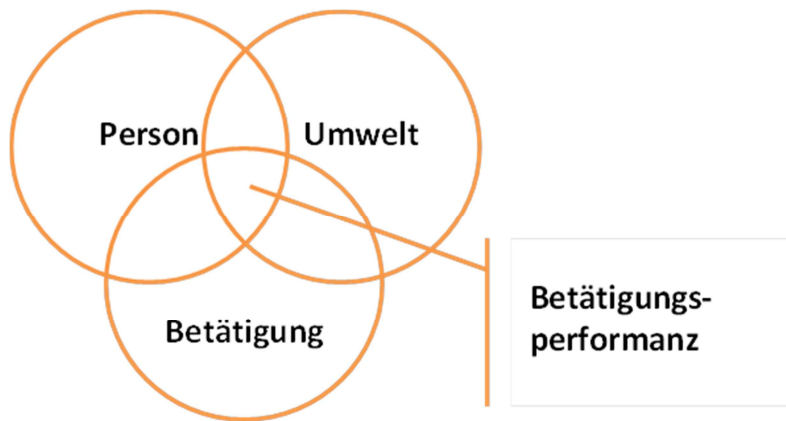 Person
Umwelt
Betätigung
Betätigungs-
performanz